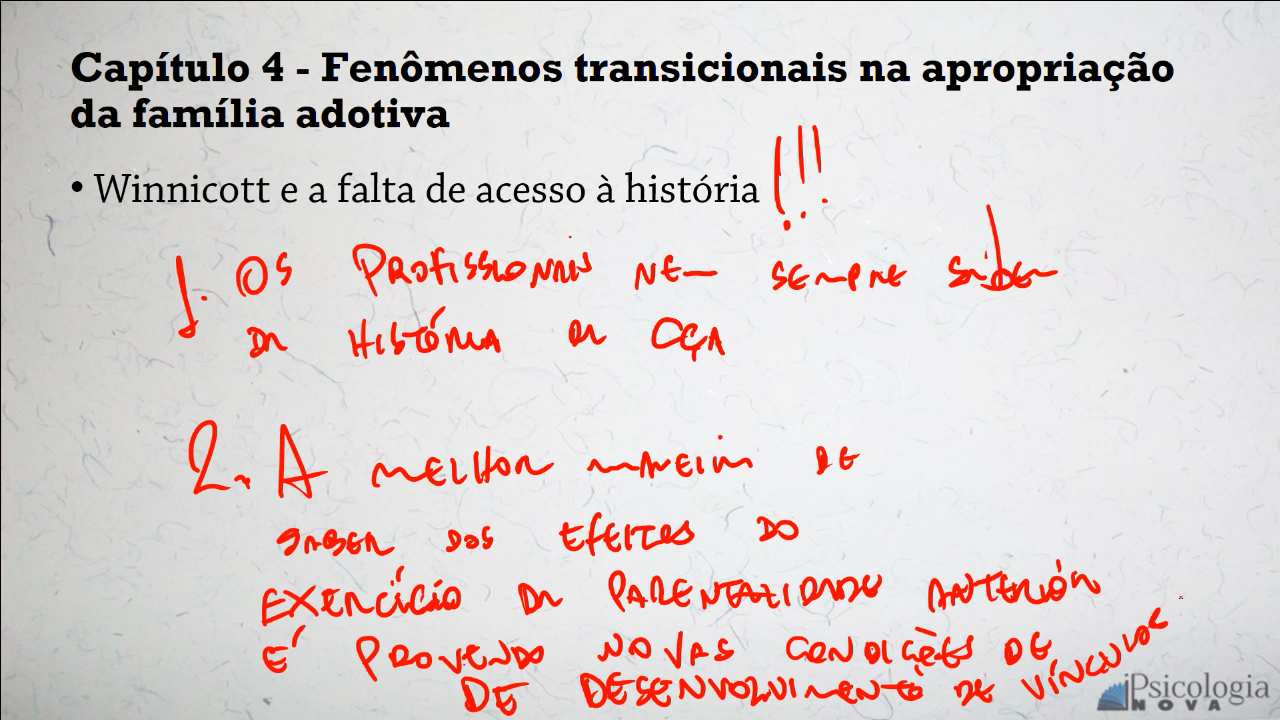 Capítulo 4 - Fenômenos transicionais na apropriação
da família adotiva
• Winnicott e a falta de acesso à história !!!
1. OS PROFISSIONAIS NEM SEMPRE SABEM
DA HISTÓRIA DA CÇA
2. A MELHOR MANEIRA DE
SABER DOS EFEITOS DO
EXERCÍCIO DA PARENTALIDADE ANTERIOR
É PROVENDO NOVAS CONDIÇÕES DE
DE DESENVOLVIMENTO DE VÍNCULOS
Psicologia
NOVA